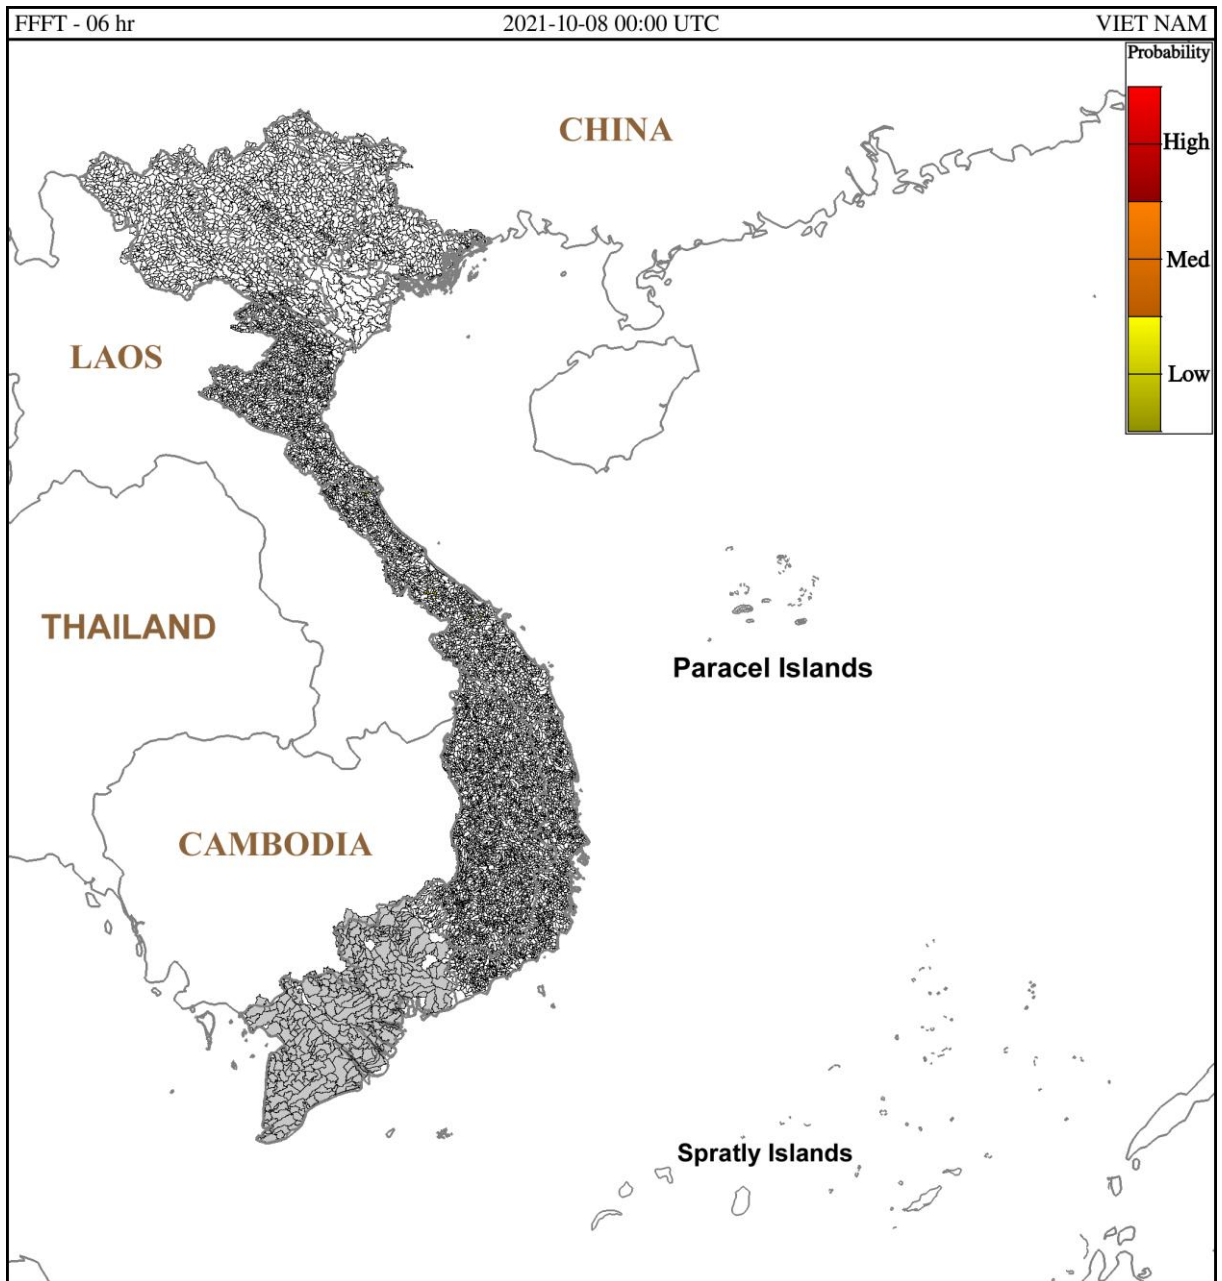 FFFT - 06 hr
2021-10-08 00:00 UTC
VIET NAM
Probability
CHINA
High
Med
LAOS
Low
THAILAND
Paracel Islands
CAMBODIA
Spratly Islands